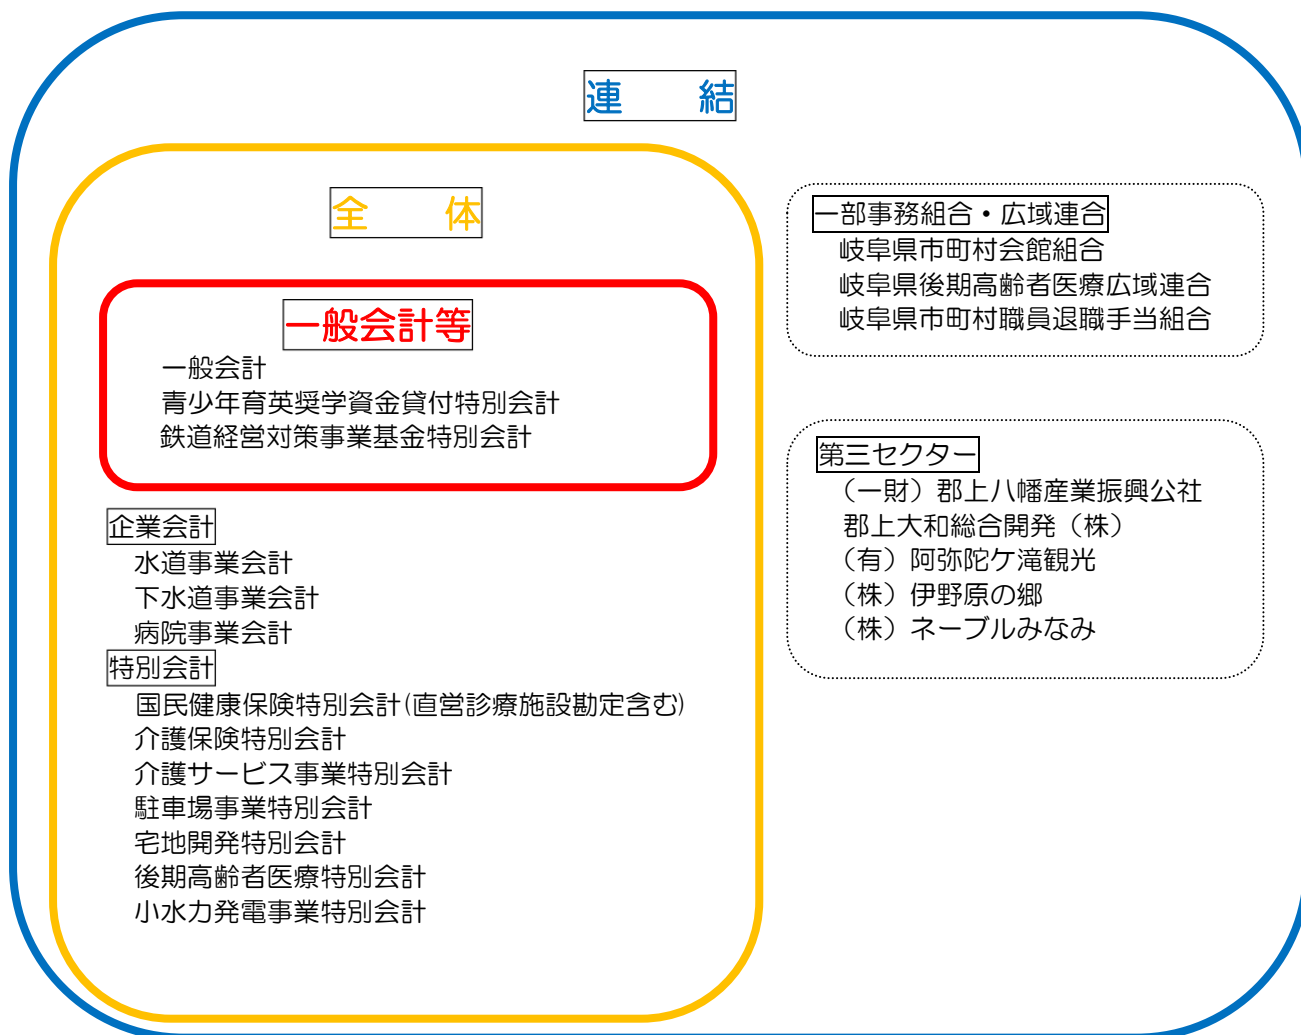 連　結
全　体
一般会計等
一般会計
青少年育英奨学資金貸付特別会計
鉄道経営対策事業基金特別会計
企業会計
水道事業会計
下水道事業会計
病院事業会計
特別会計
国民健康保険特別会計(直営診療施設勘定含む)
介護保険特別会計
介護サービス事業特別会計
駐車場事業特別会計
宅地開発特別会計
後期高齢者医療特別会計
小水力発電事業特別会計
一部事務組合・広域連合
岐阜県市町村会館組合
岐阜県後期高齢者医療広域連合
岐阜県市町村職員退職手当組合
第三セクター
（一財）郡上八幡産業振興公社
郡上大和総合開発（株）
（有）阿弥陀ケ滝観光
（株）伊野原の郷
（株）ネーブルみなみ